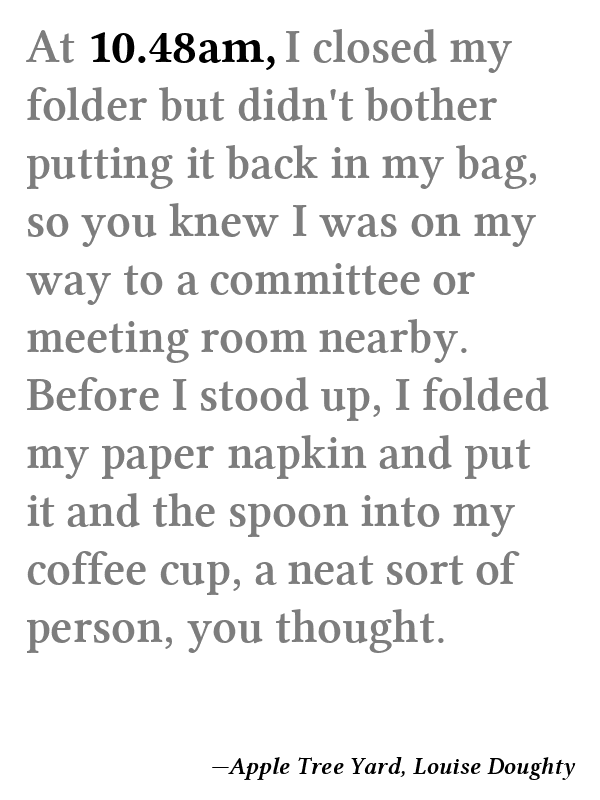 At 10.48am, I closed my
folder but didn't bother
putting it back in my bag,
so you knew I was on my
way to a committee or
meeting room nearby.
Before I stood up, I folded
my paper napkin and put
it and the spoon into my
coffee cup, a neat sort of
person, you thought.
—Apple Tree Yard, Louise Doughty